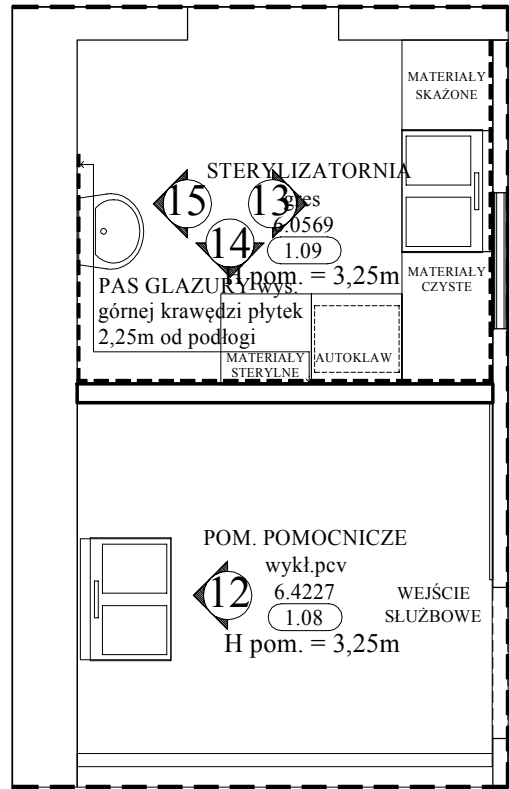 MATERIAŁY
SKAŻONE
STERYLIZATORNIA
15
13
gres
6.0569
14
1.09
H pom. = 3,25m
MATERIAŁY
CZYSTE
PAS GLAZURY wys.
górnej krawędzi płytek
2,25m od podłogi
MATERIAŁY
STERYLNE
AUTOKLAW
POM. POMOCNICZE
wykł.pcv
12
6.4227
1.08
H pom. = 3,25m
WEJŚCIE
SŁUŻBOWE